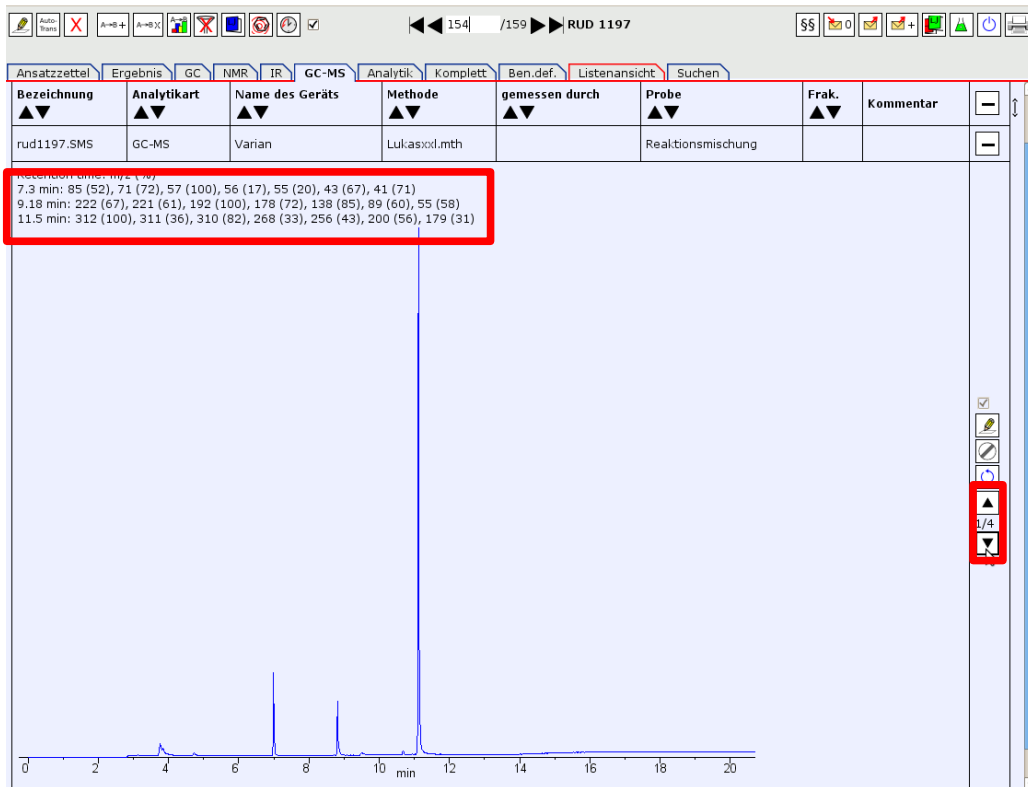 Auto-Trans X A→B + A→B X 154 /159 RUD 1197 §§ 0 +
Ansatzzettel Ergebnis GC NMR IR GC-MS Analytik Komplett Ben.def. Listenansicht Suchen
Bezeichnung Analytikart Name des Geräts Methode gemessen durch Probe Frak. Kommentar
rud1197.SMS GC-MS Varian Lukasxxl.mth Reaktionsmischung
Retention time: m/z (%)
7.3 min: 85 (52), 71 (72), 57 (100), 56 (17), 55 (20), 43 (67), 41 (71)
9.18 min: 222 (67), 221 (61), 192 (100), 178 (72), 138 (85), 89 (60), 55 (58)
11.5 min: 312 (100), 311 (36), 310 (82), 268 (33), 256 (43), 200 (56), 179 (31)
1/4
0 2 4 6 8 10 12 14 16 18 20
min